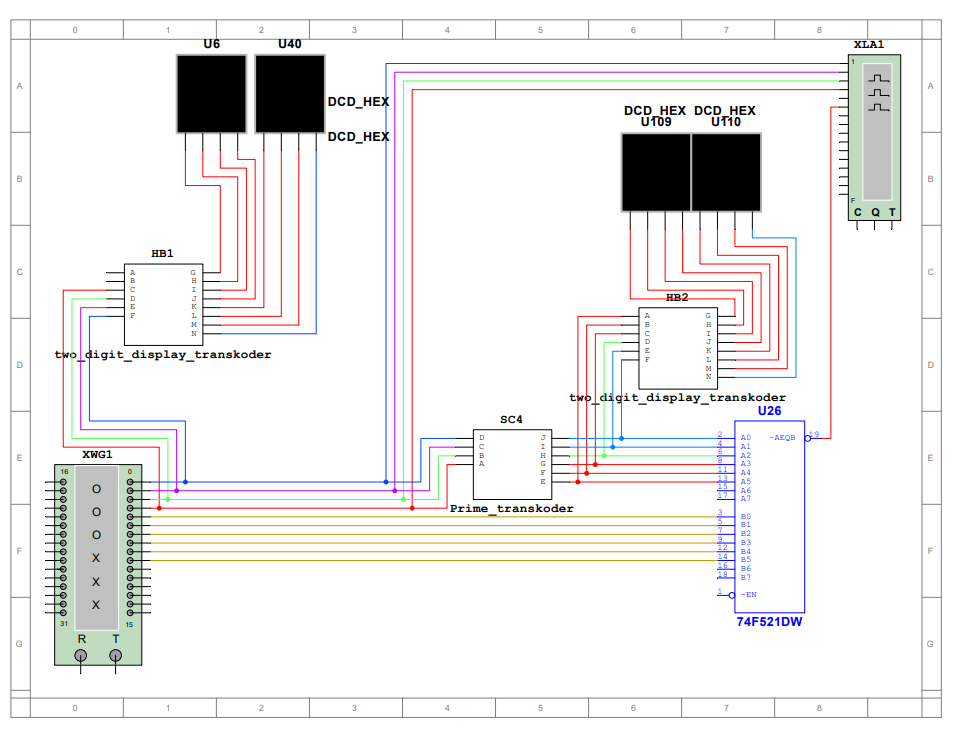 0 1 2 3 4 5 6 7 8
A
B
C
D
E
F
G
U6 U40
DCD_HEX
DCD_HEX
XLA1
1
F
C Q T
DCD_HEX DCD_HEX
U109 U110
HB1
A G
B H
C I
D J
E K
F L
M
N
two_digit_display_transkoder
HB2
A G
B H
C I
D J
E K
F L
M
N
two_digit_display_transkoder
SC4
D J
C I
B H
A G
F
E
Prime_transkoder
U26
2 A0 ~AEQB 19
4 A1
6 A2
8 A3
11 A4
13 A5
15 A6
17 A7
3 B0
5 B1
7 B2
9 B3
12 B4
14 B5
16 B6
18 B7
1 ~EN
74F521DW
XWG1
16 0
O
O
O
X
X
X
31 15
R T
A
B
C
D
E
F
G
0 1 2 3 4 5 6 7 8